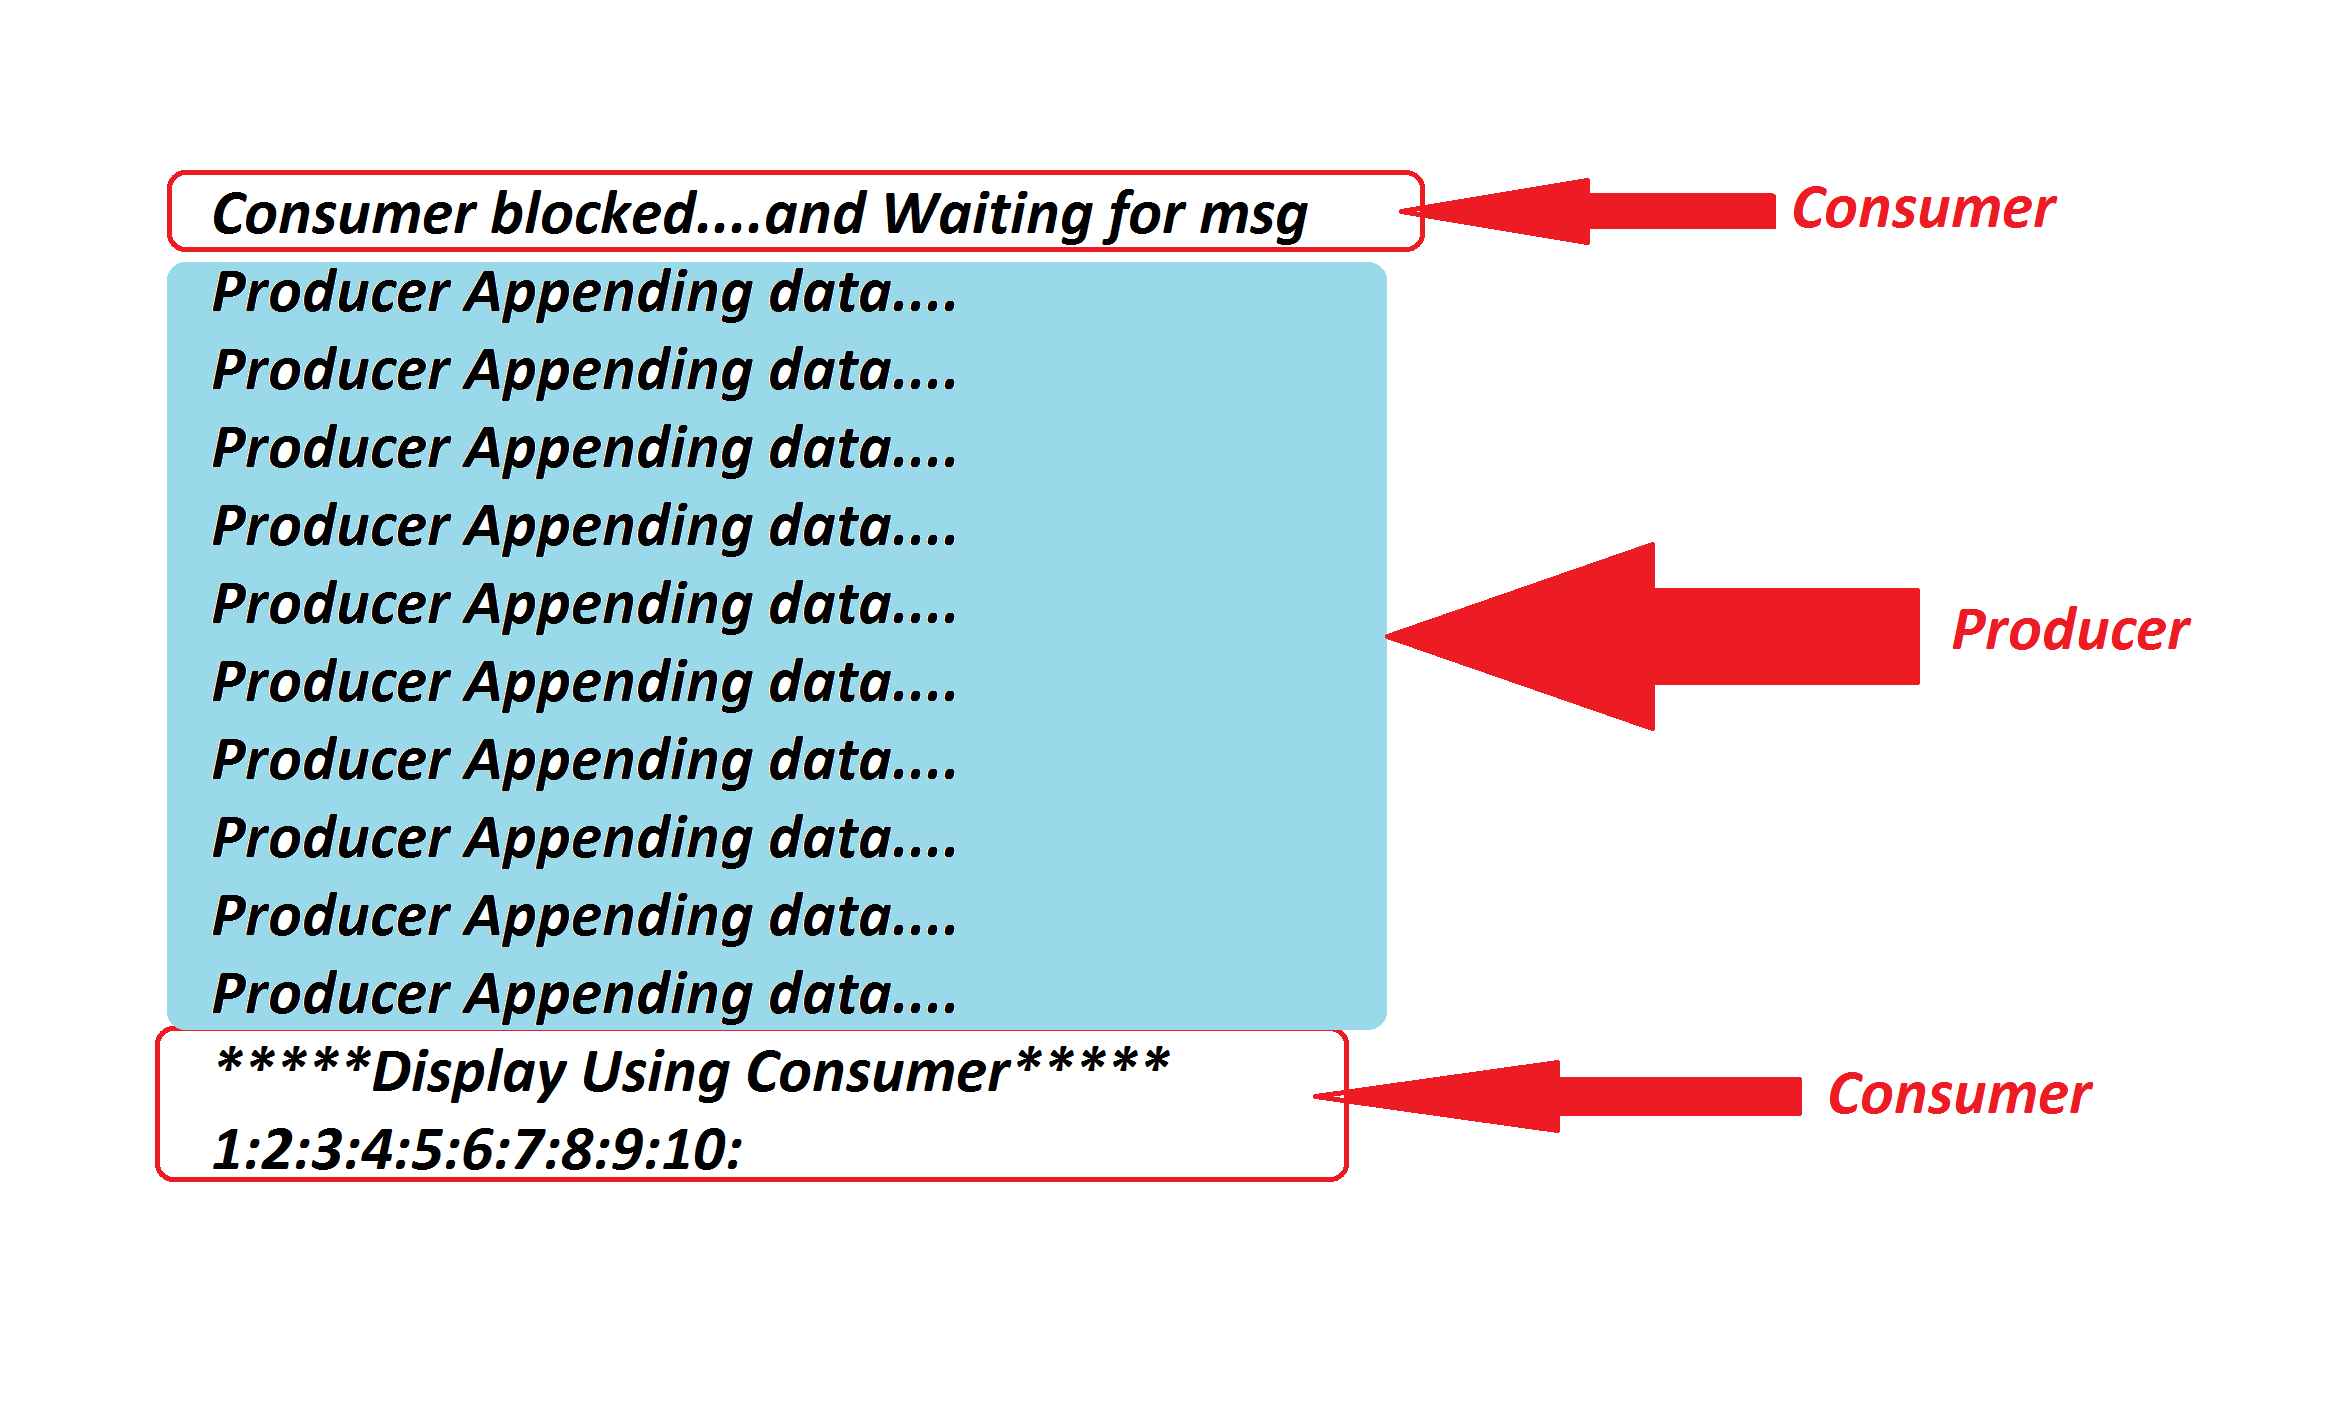 Consumer blocked....and Waiting for msg
Consumer
Producer Appending data....
Producer Appending data....
Producer Appending data....
Producer Appending data....
Producer Appending data....
Producer Appending data....
Producer Appending data....
Producer Appending data....
Producer Appending data....
Producer Appending data....
Producer
*****Display Using Consumer*****
1:2:3:4:5:6:7:8:9:10:
Consumer